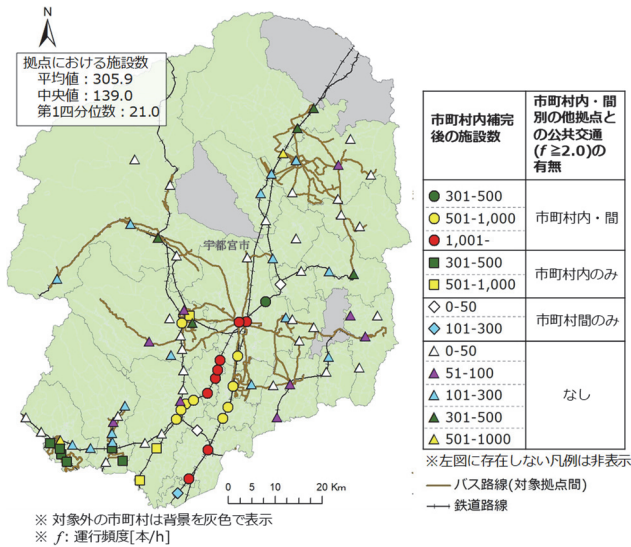 N
拠点における施設数
平均値：305.9
中央値：139.0
第1四分位数：21.0
宇都宮市
0 5 10 20 Km
※ 対象外の市町村は背景を灰色で表示
※ f: 運行頻度[本/h]
市町村内補完
後の施設数
市町村内・間
別の他拠点と
の公共交通
(f ≧2.0)の
有無
301-500
501-1,000
1,001-
市町村内・間
301-500
501-1,000
市町村内のみ
0-50
101-300
市町村間のみ
0-50
51-100
101-300
301-500
501-1000
なし
※左図に存在しない凡例は非表示
バス路線(対象拠点間)
鉄道路線